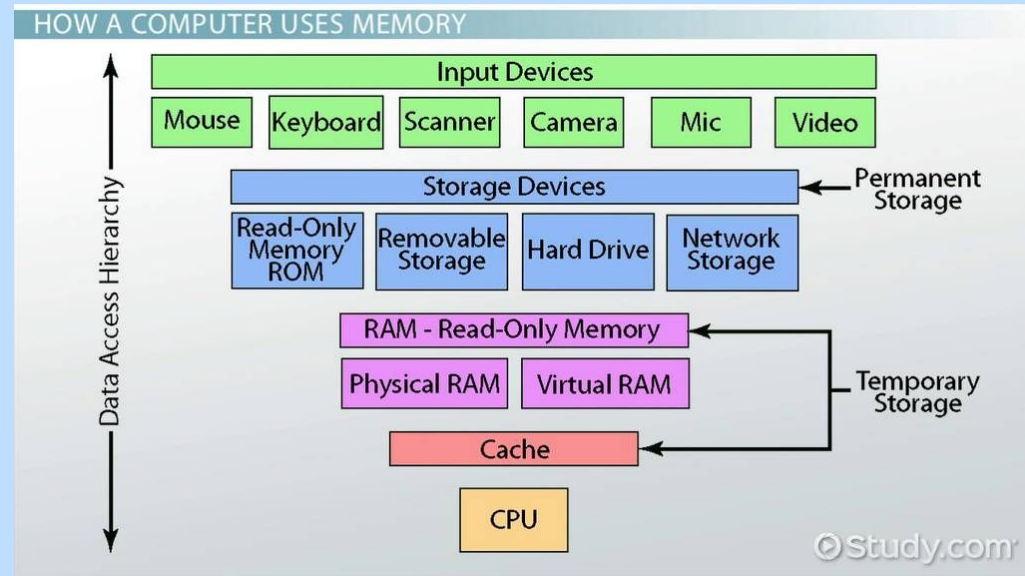 HOW A COMPUTER USES MEMORY
Data Access Hierarchy
Input Devices
Mouse
Keyboard
Scanner
Camera
Mic
Video
Storage Devices
Permanent
Storage
Read-Only
Memory
ROM
Removable
Storage
Hard Drive
Network
Storage
RAM - Read-Only Memory
Physical RAM
Virtual RAM
Temporary
Storage
Cache
CPU
Study.com